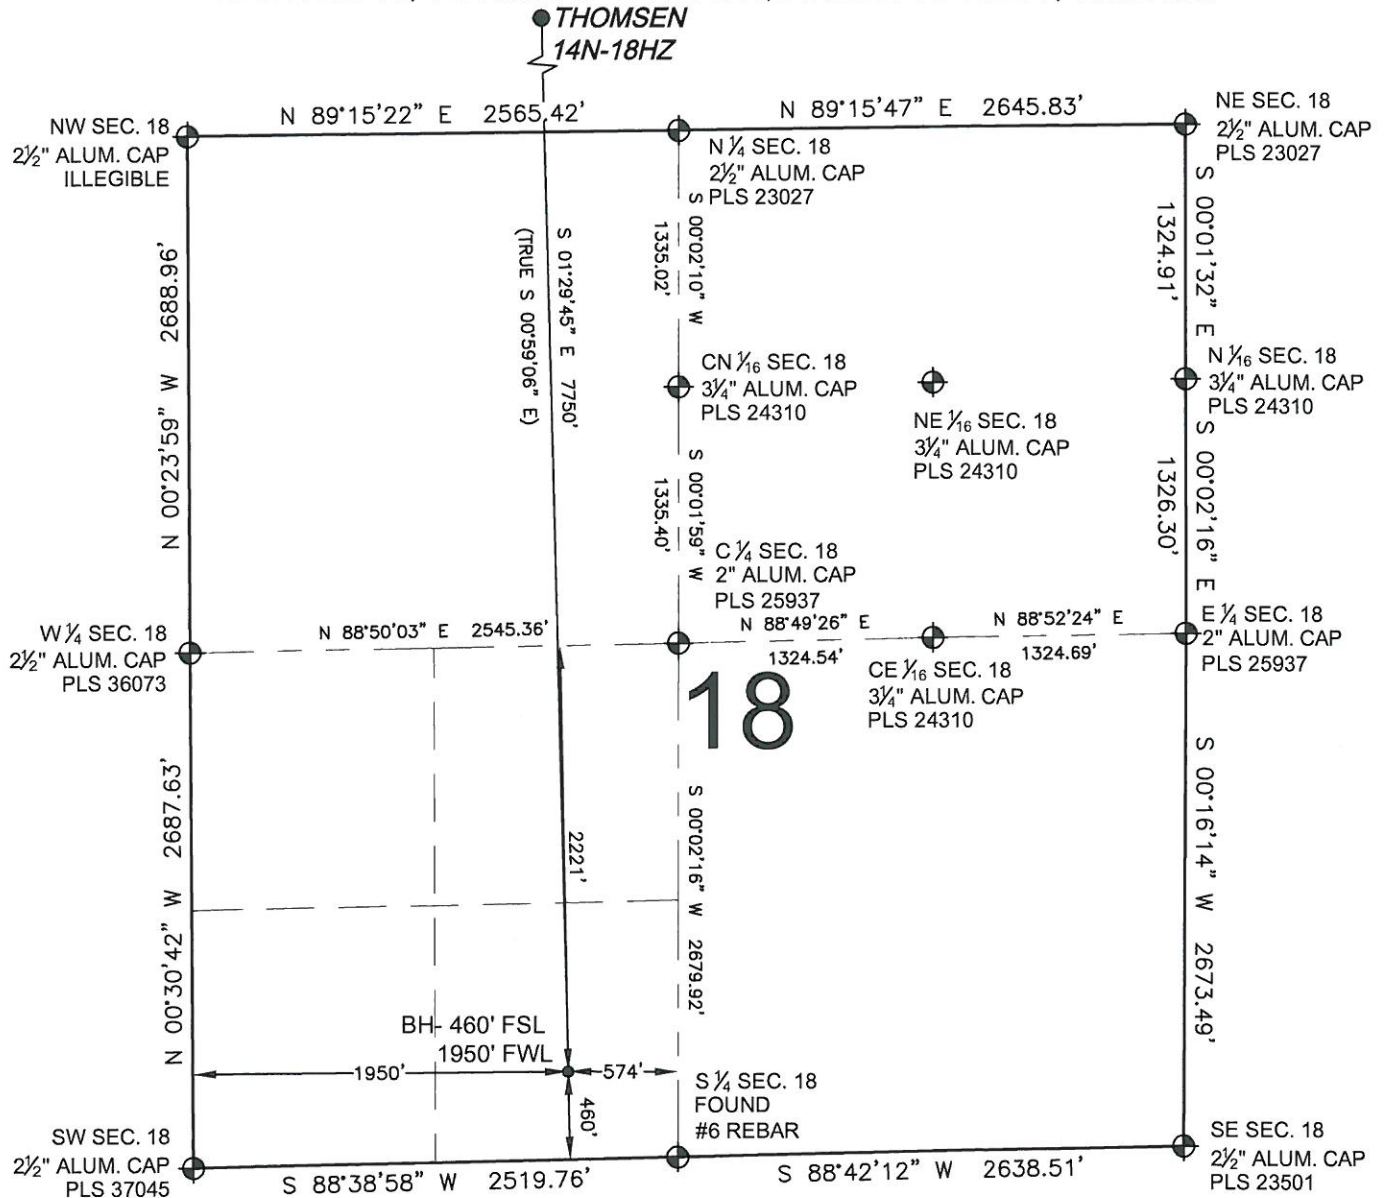 THOMSEN
14N-18HZ
N 89°15'22" E 2565.42'
N 89°15'47" E 2645.83'
NW SEC. 18
2½" ALUM. CAP
ILLEGIBLE
N ¼ SEC. 18
2½" ALUM. CAP
PLS 23027
NE SEC. 18
2½" ALUM. CAP
PLS 23027
N 00°23'59" W 2688.96'
S 01°29'45" E 7750'
(TRUE S 00°59'06" E)
S 00°02'10" W
1335.02'
S 00°01'32" E
1324.91'
CN 1/16 SEC. 18
3¼" ALUM. CAP
PLS 24310
NE 1/16 SEC. 18
3¼" ALUM. CAP
PLS 24310
N 1/16 SEC. 18
3¼" ALUM. CAP
PLS 24310
S 00°01'59" W
1335.40'
S 00°02'16" E
1326.30'
C ¼ SEC. 18
2" ALUM. CAP
PLS 25937
W ¼ SEC. 18
2½" ALUM. CAP
PLS 36073
N 88°50'03" E 2545.36'
N 88°49'26" E
1324.54'
N 88°52'24" E
1324.69'
E ¼ SEC. 18
2" ALUM. CAP
PLS 25937
CE 1/16 SEC. 18
3¼" ALUM. CAP
PLS 24310
18
N 00°30'42" W 2687.63'
2221'
S 00°02'16" W 2679.92'
S 00°16'14" W 2673.49'
BH- 460' FSL
1950' FWL
1950'
574'
460'
S ¼ SEC. 18
FOUND
#6 REBAR
SW SEC. 18
2½" ALUM. CAP
PLS 37045
S 88°38'58" W 2519.76'
S 88°42'12" W 2638.51'
SE SEC. 18
2½" ALUM. CAP
PLS 23501